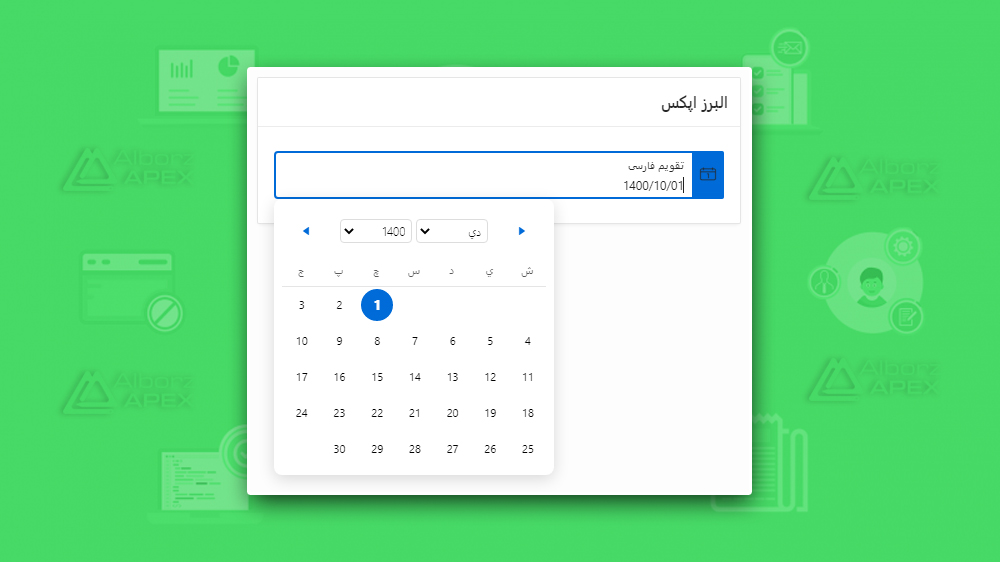 البرز اپکس
تقویم فارسی
1400/10/01
دي 1400
ش ي د س چ پ ج
1 2 3
4 5 6 7 8 9 10
11 12 13 14 15 16 17
18 19 20 21 22 23 24
25 26 27 28 29 30
Alborz
APEX
Alborz
APEX
Alborz
APEX
Alborz
APEX